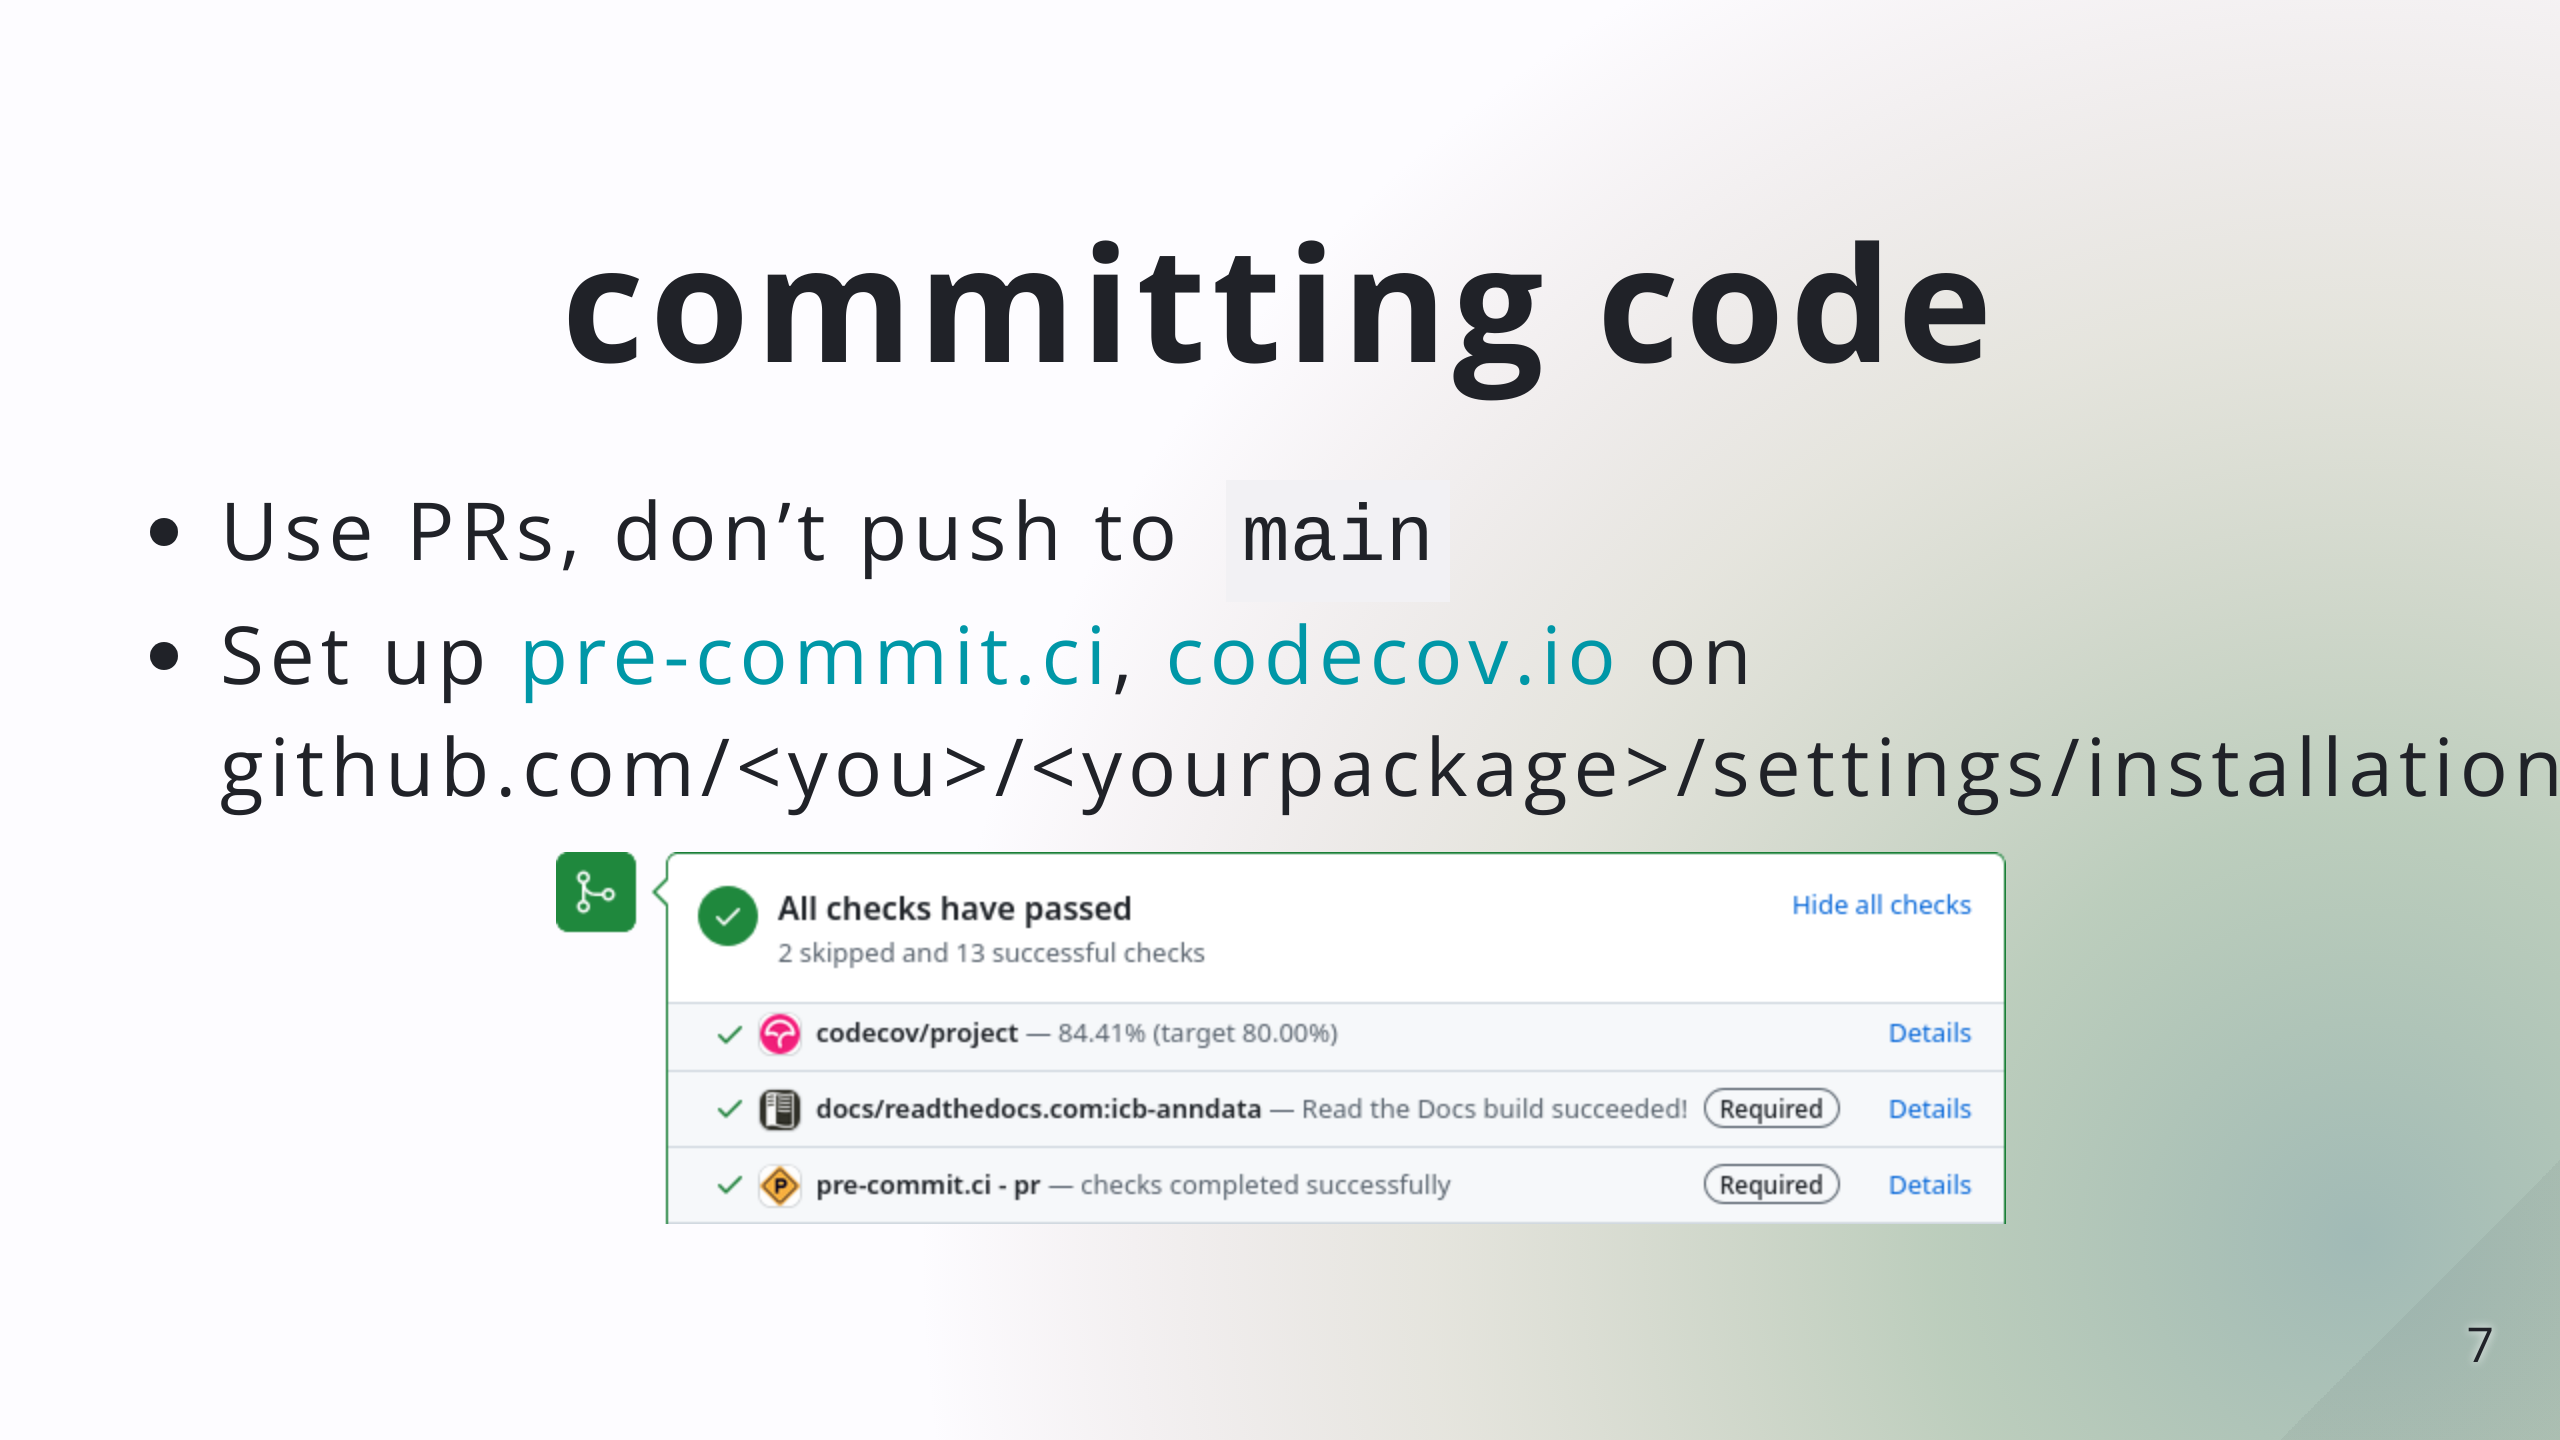 committing code
• Use PRs, don’t push to main
• Set up pre-commit.ci, codecov.io on
github.com/<you>/<yourpackage>/settings/installation
All checks have passed
Hide all checks
2 skipped and 13 successful checks
codecov/project — 84.41% (target 80.00%) Details
docs/readthedocs.com:icb-anndata — Read the Docs build succeeded! Required Details
pre-commit.ci - pr — checks completed successfully Required Details
7